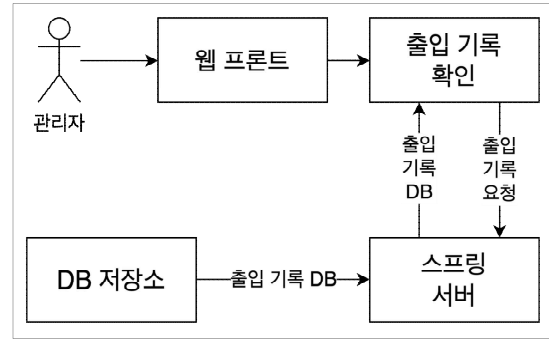 관리자
웹 프론트
출입 기록
확인
출입
기록
DB
출입
기록
요청
DB 저장소
출입 기록 DB
스프링
서버